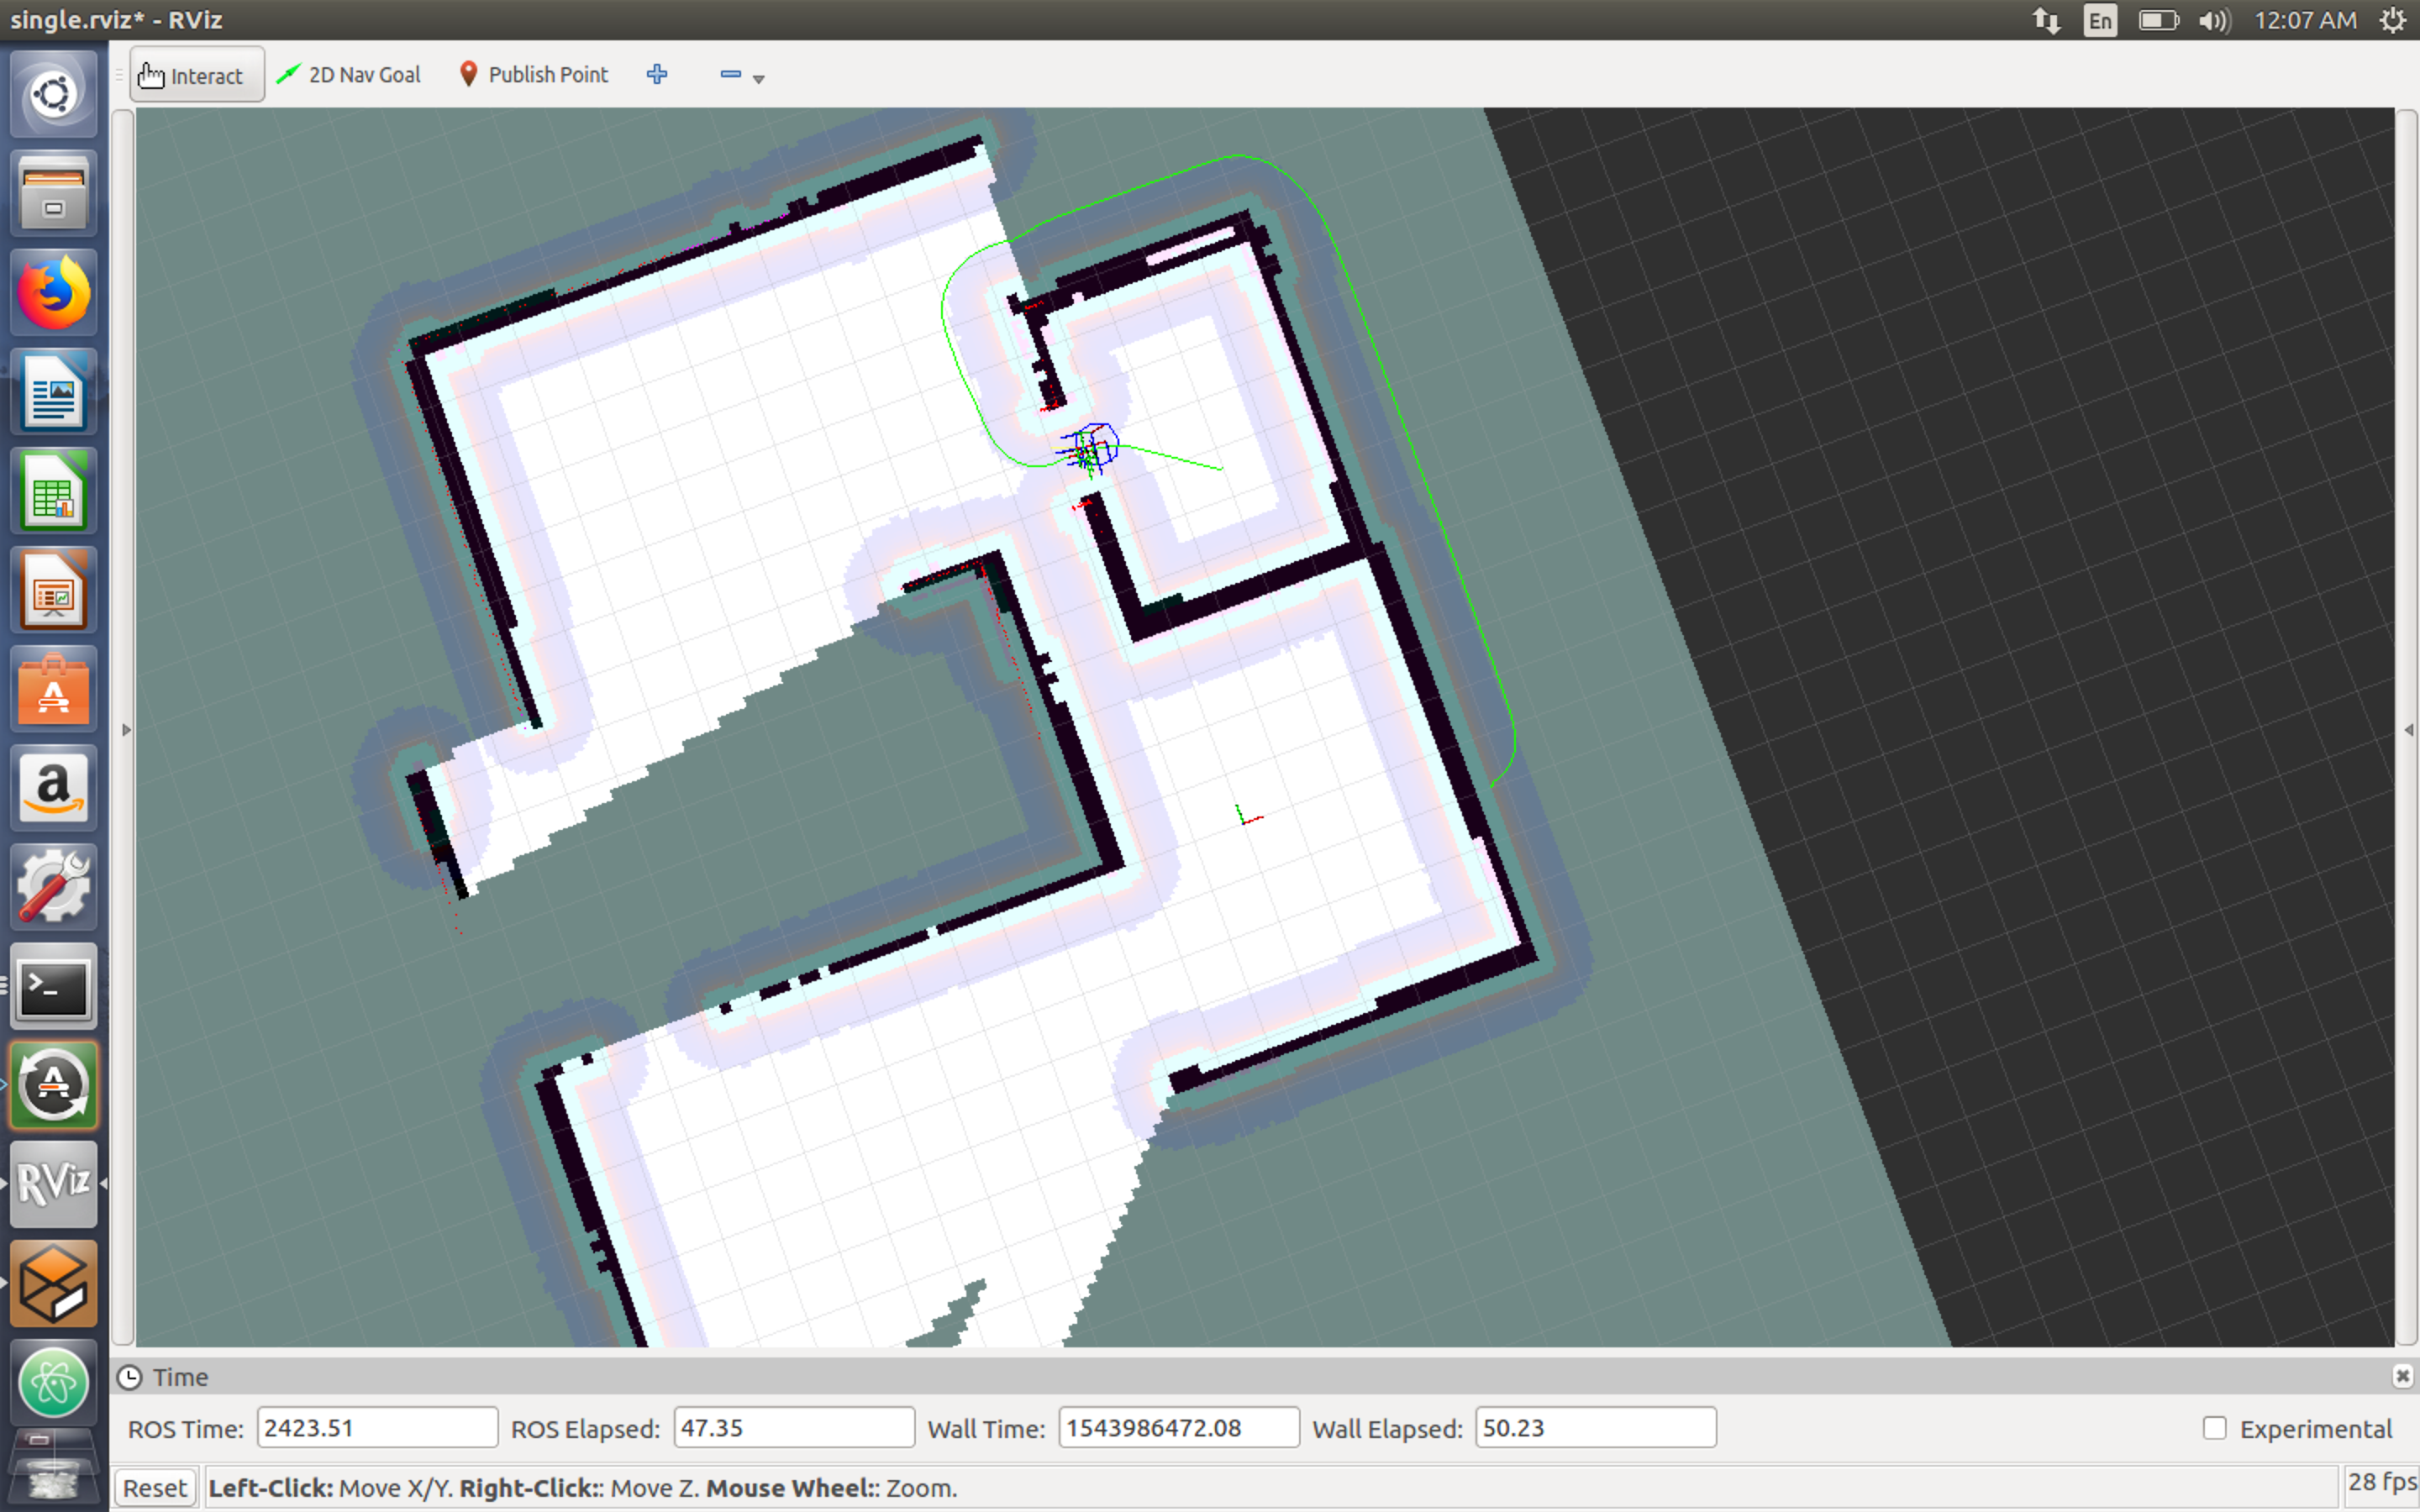 single.rviz* - RViz
En
12:07 AM
Interact
2D Nav Goal
Publish Point
RViz
Time
ROS Time: 2423.51
ROS Elapsed: 47.35
Wall Time: 1543986472.08
Wall Elapsed: 50.23
Experimental
Reset
Left-Click: Move X/Y. Right-Click:: Move Z. Mouse Wheel:: Zoom.
28 fps